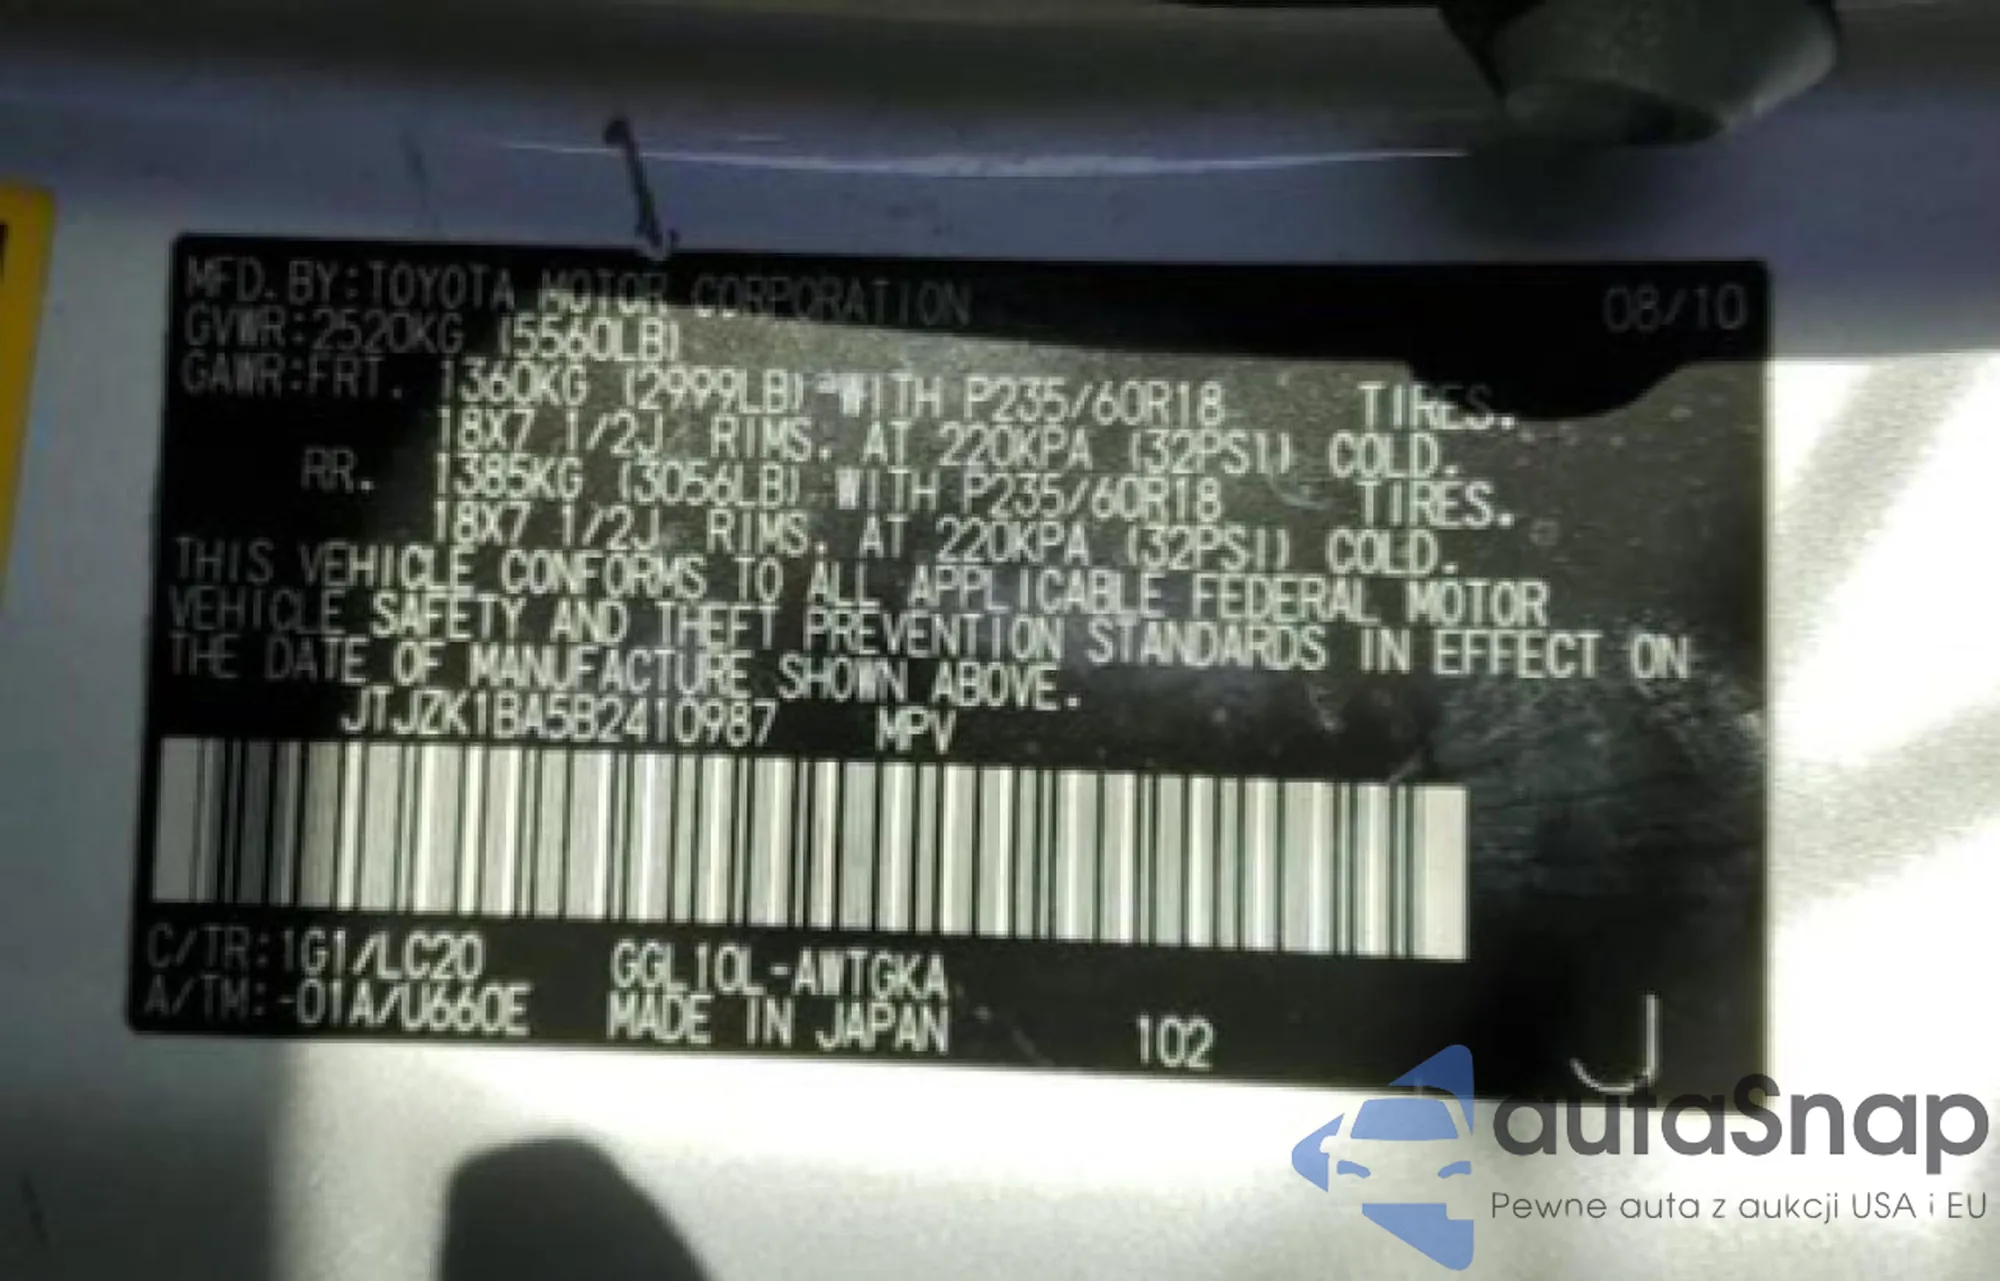 MFD. BY:TOYOTA MOTOR CORPORATION 08/10
GVWR:2520KG (5560LB)
GAWR:FRT. 1360KG (2999LB) WITH P235/60R18 TIRES.
18X7 1/2J RIMS. AT 220KPA (32PSI) COLD.
RR. 1385KG (3056LB) WITH P235/60R18 TIRES.
18X7 1/2J RIMS. AT 220KPA (32PSI) COLD.
THIS VEHICLE CONFORMS TO ALL APPLICABLE FEDERAL MOTOR
VEHICLE SAFETY AND THEFT PREVENTION STANDARDS IN EFFECT ON
THE DATE OF MANUFACTURE SHOWN ABOVE.
JTJZK1BA5B2410987 MPV
C/TR:1G1/LC20 GGL10L-AWTGKA
A/TM:-01A/U660E MADE IN JAPAN 102
J
autaSnap
Pewne auta z aukcji USA i EU